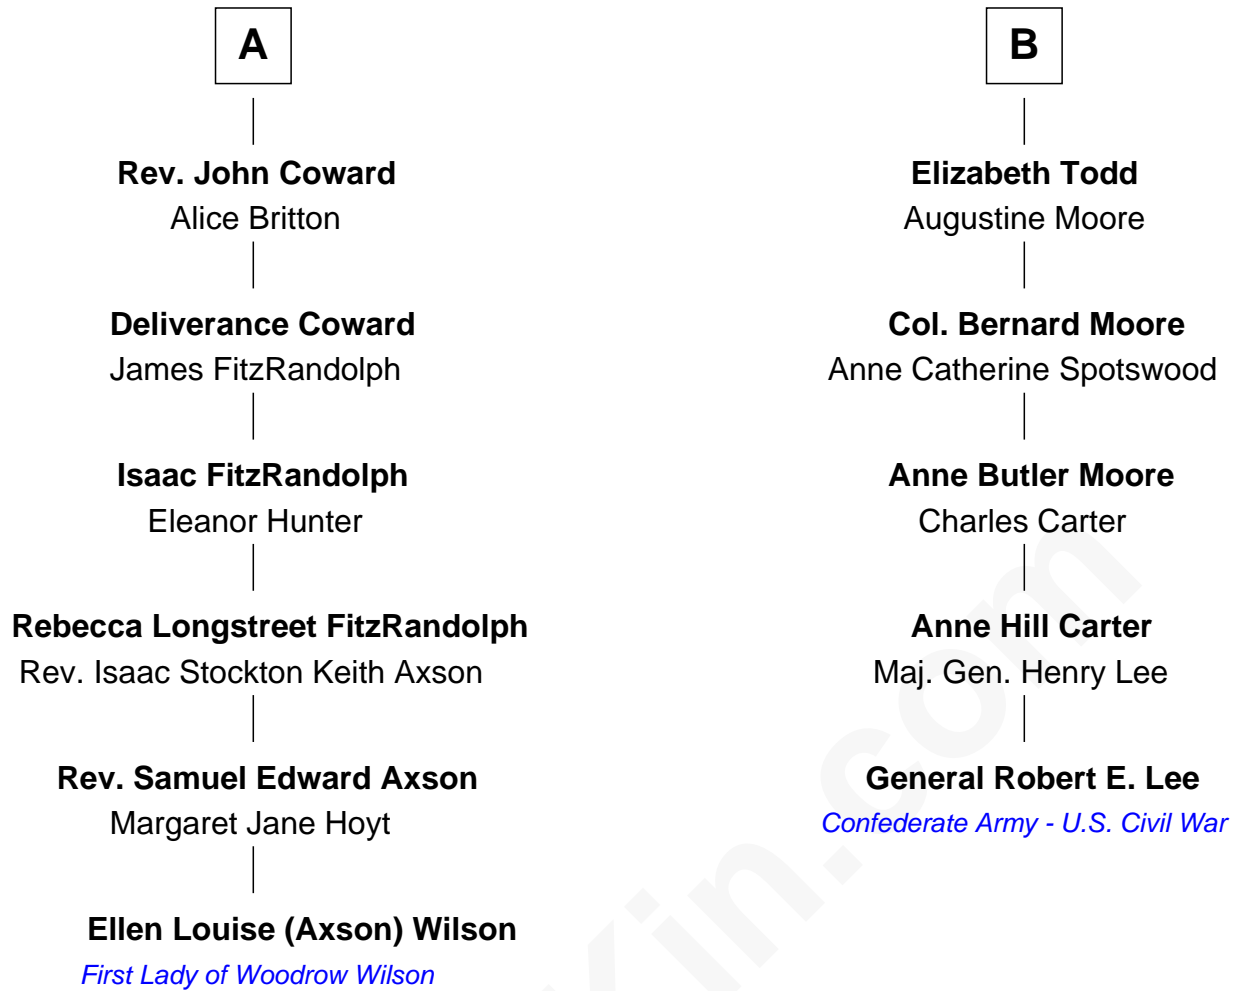 A
Rev. John Coward
Alice Britton
Deliverance Coward
James FitzRandolph
Isaac FitzRandolph
Eleanor Hunter
Rebecca Longstreet FitzRandolph
Rev. Isaac Stockton Keith Axson
Rev. Samuel Edward Axson
Margaret Jane Hoyt
Ellen Louise (Axson) Wilson
First Lady of Woodrow Wilson
B
Elizabeth Todd
Augustine Moore
Col. Bernard Moore
Anne Catherine Spotswood
Anne Butler Moore
Charles Carter
Anne Hill Carter
Maj. Gen. Henry Lee
General Robert E. Lee
Confederate Army - U.S. Civil War
Kin.com